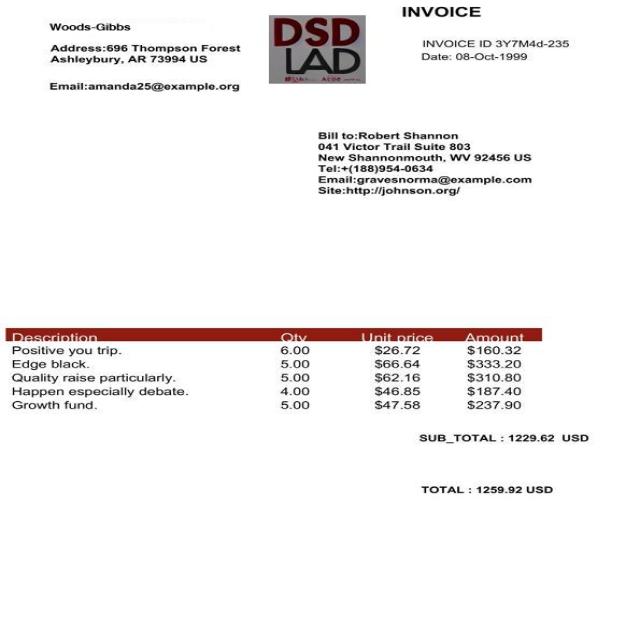 INVOICE
Woods-Gibbs
Address:696 Thompson Forest
Ashleybury, AR 73994 US
Email:amanda25@example.org
DSD
LAD
INVOICE ID 3Y7M4d-235
Date: 08-Oct-1999
Bill to:Robert Shannon
041 Victor Trail Suite 803
New Shannonmouth, WV 92456 US
Tel:+(188)954-0634
Email:gravesnorma@example.com
Site:http://johnson.org/
Description Qty Unit price Amount
Positive you trip. 6.00 $26.72 $160.32
Edge black. 5.00 $66.64 $333.20
Quality raise particularly. 5.00 $62.16 $310.80
Happen especially debate. 4.00 $46.85 $187.40
Growth fund. 5.00 $47.58 $237.90
SUB_TOTAL : 1229.62 USD
TOTAL : 1259.92 USD